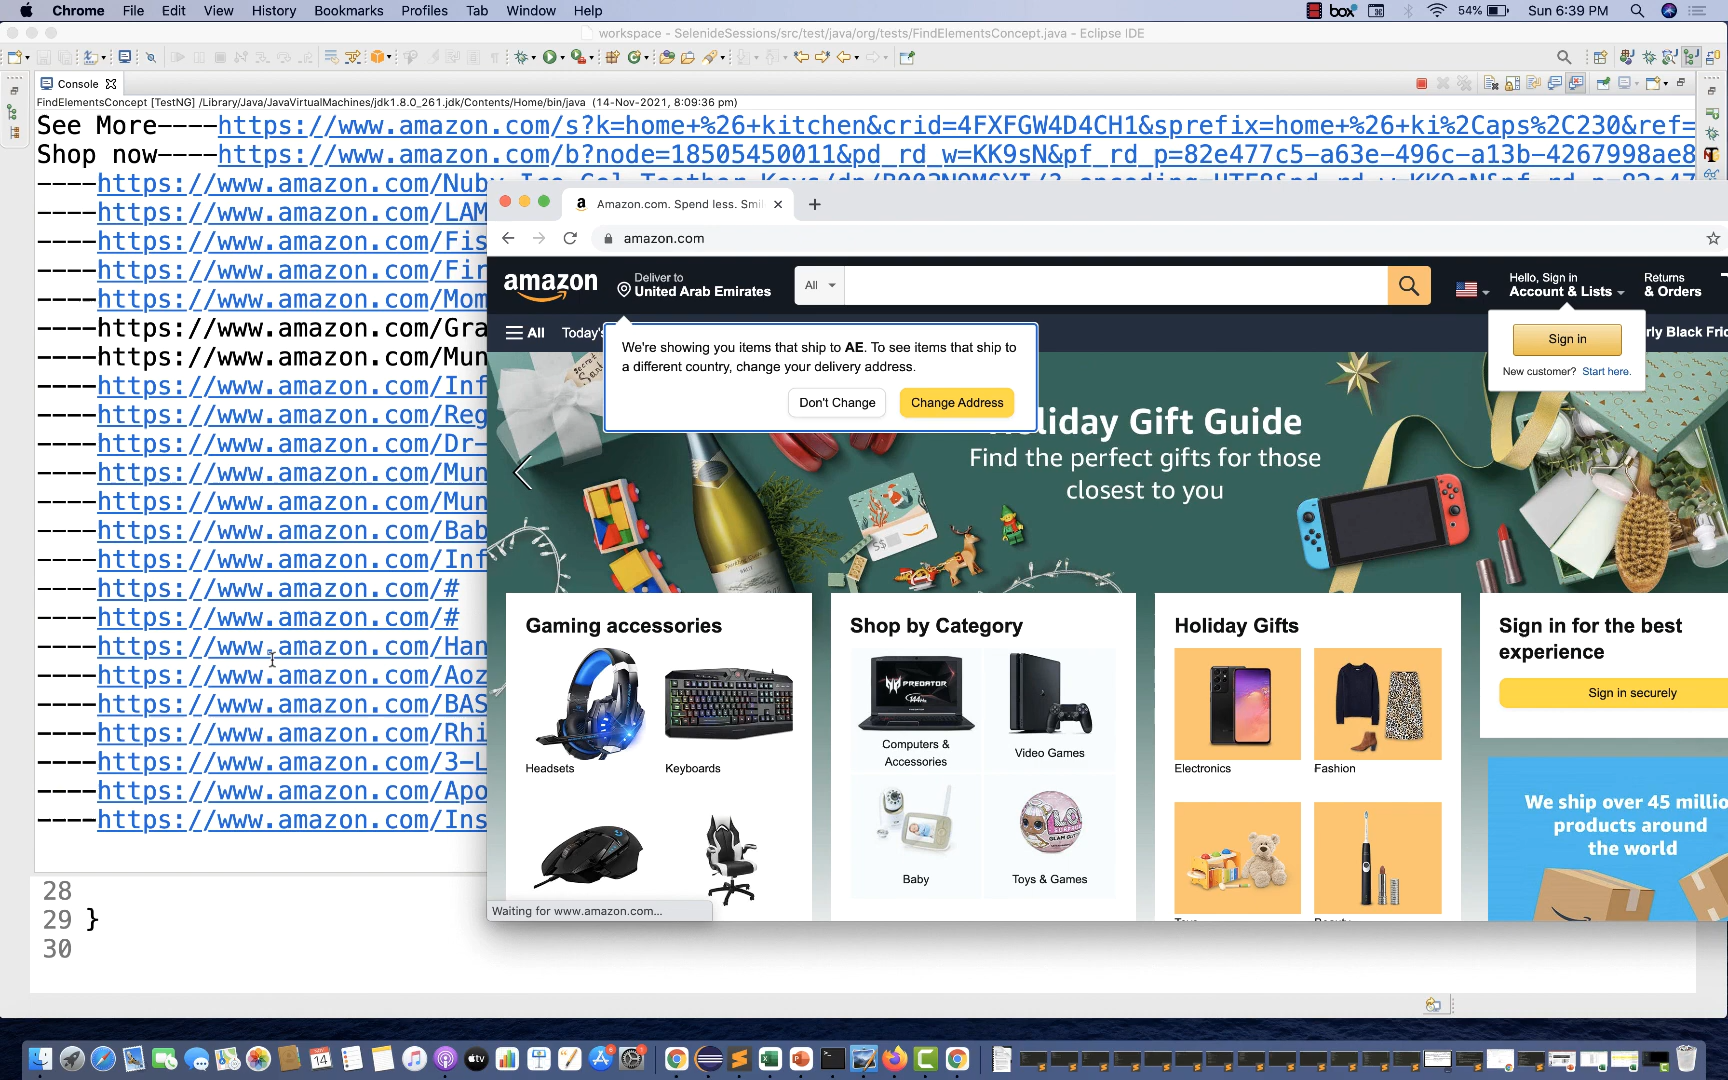 Chrome File Edit View History Bookmarks Profiles Tab Window Help
box 54% Sun 6:39 PM
workspace - SelenideSessions/src/test/java/org/tests/FindElementsConcept.java - Eclipse IDE
Console
FindElementsConcept [TestNG] /Library/Java/JavaVirtualMachines/jdk1.8.0_261.jdk/Contents/Home/bin/java (14-Nov-2021, 8:09:36 pm)
See More----https://www.amazon.com/s?k=home+%26+kitchen&crid=4FXFGW4D4CH1&sprefix=home+%26+ki%2Caps%2C230&ref=
Shop now----https://www.amazon.com/b?node=18505450011&pd_rd_w=KK9sN&pf_rd_p=82e477c5-a63e-496c-a13b-4267998ae8
----https://www.amazon.com/Nuby
----https://www.amazon.com/LAM
----https://www.amazon.com/Fis
----https://www.amazon.com/Fir
----https://www.amazon.com/Mom
----https://www.amazon.com/Gra
----https://www.amazon.com/Mun
----https://www.amazon.com/Inf
----https://www.amazon.com/Reg
----https://www.amazon.com/Dr-
----https://www.amazon.com/Mun
----https://www.amazon.com/Mun
----https://www.amazon.com/Bab
----https://www.amazon.com/Inf
----https://www.amazon.com/#
----https://www.amazon.com/#
----https://www.amazon.com/Han
----https://www.amazon.com/Aoz
----https://www.amazon.com/BAS
----https://www.amazon.com/Rhi
----https://www.amazon.com/3-L
----https://www.amazon.com/Apo
----https://www.amazon.com/Ins
28
29 }
30
Amazon.com. Spend less. Smi
amazon.com
amazon
Deliver to
United Arab Emirates
All
Hello, Sign in
Account & Lists
Returns
& Orders
All Today's
rly Black Fri
We're showing you items that ship to AE. To see items that ship to
a different country, change your delivery address.
Don't Change Change Address
Sign in
New customer? Start here.
Holiday Gift Guide
Find the perfect gifts for those
closest to you
Gaming accessories
Headsets
Keyboards
Shop by Category
PREDATOR
Computers &
Accessories
Video Games
Baby
Toys & Games
Holiday Gifts
Electronics
Fashion
Sign in for the best
experience
Sign in securely
We ship over 45 millio
products around
the world
Waiting for www.amazon.com...